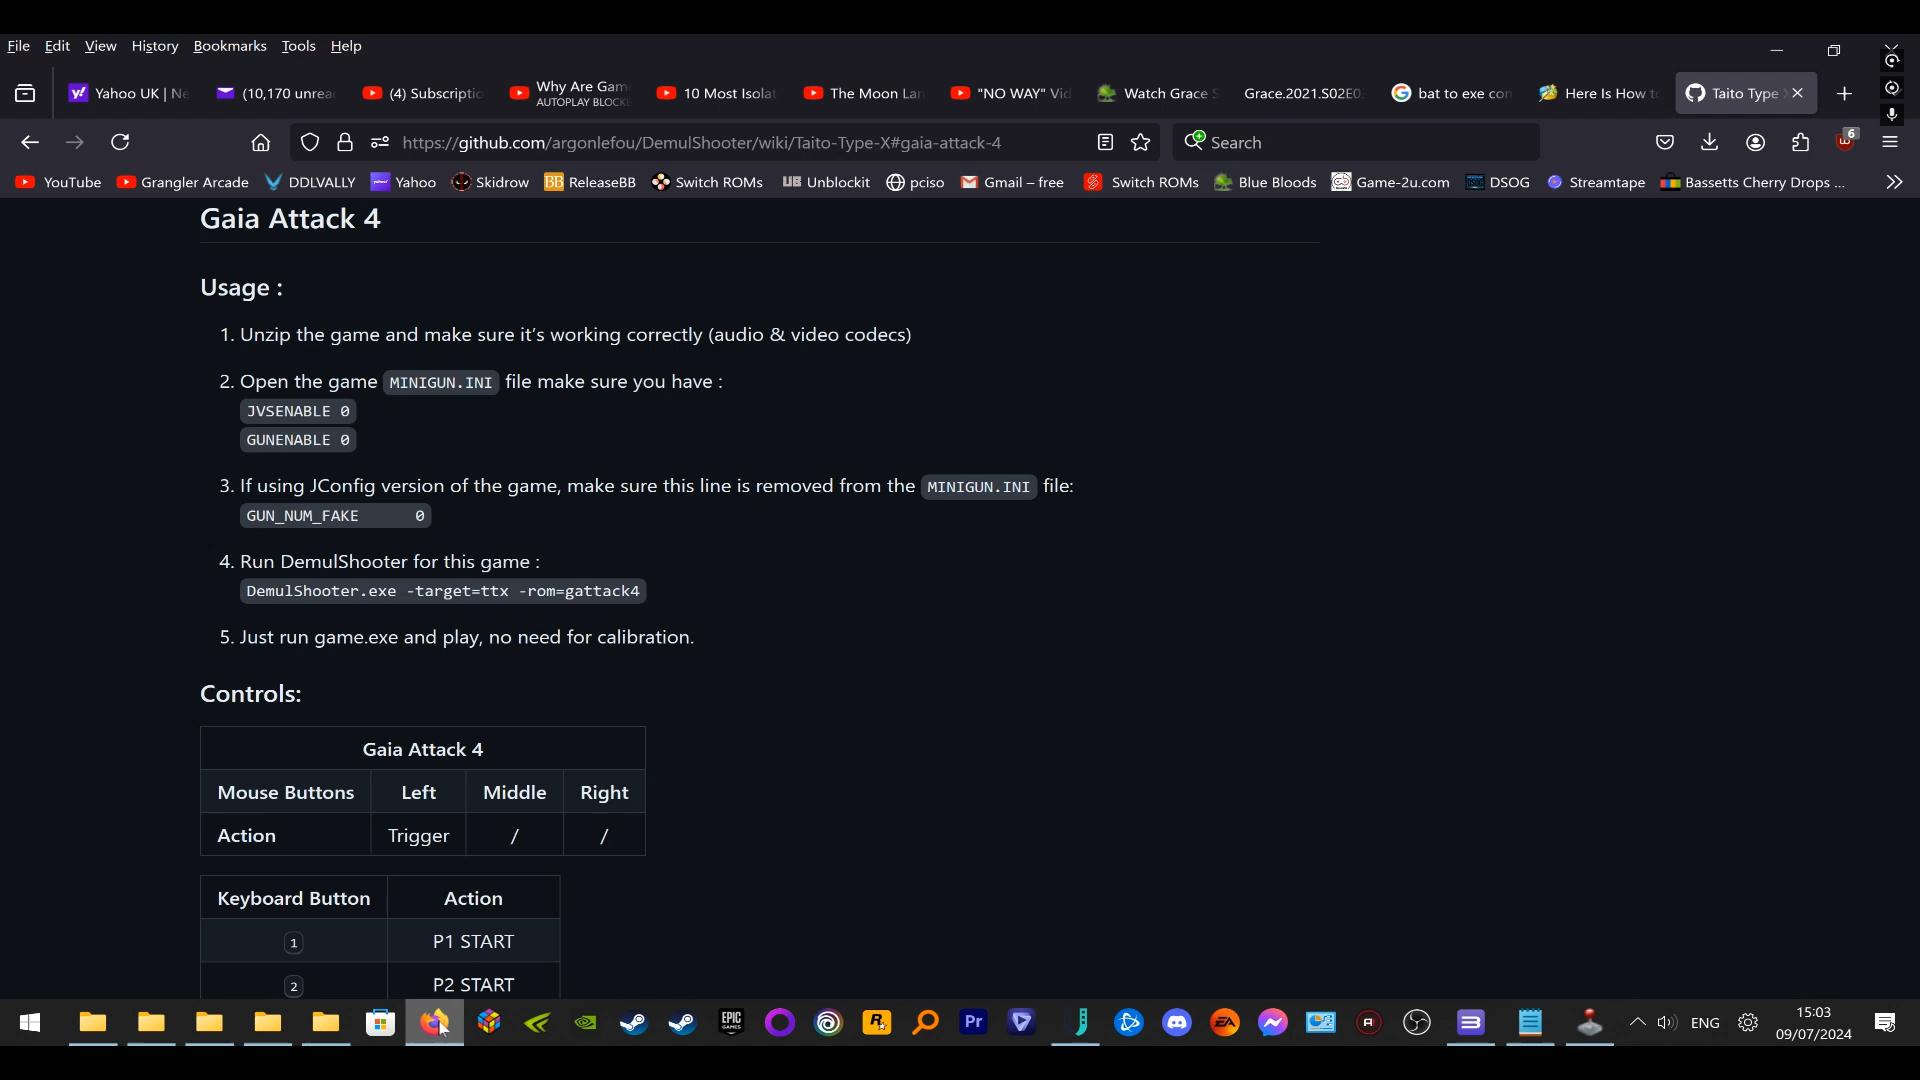 File Edit View History Bookmarks Tools Help
Yahoo UK | Ne
(10,170 unrea
(4) Subscriptio
Why Are Gam
AUTOPLAY BLOCK
10 Most Isolat
The Moon Lan
"NO WAY" Vid
Watch Grace S
Grace.2021.S02E0
bat to exe con
Here Is How to
Taito Type
https://github.com/argonlefou/DemulShooter/wiki/Taito-Type-X#gaia-attack-4
Search
6
YouTube Grangler Arcade DDLVALLY Yahoo Skidrow ReleaseBB Switch ROMs Unblockit pciso Gmail – free Switch ROMs Blue Bloods Game-2u.com DSOG Streamtape Bassetts Cherry Drops ...
Gaia Attack 4
Usage :
1. Unzip the game and make sure it's working correctly (audio & video codecs)
2. Open the game MINIGUN.INI file make sure you have :
JVSENABLE 0
GUNENABLE 0
3. If using JConfig version of the game, make sure this line is removed from the MINIGUN.INI file:
GUN_NUM_FAKE 0
4. Run DemulShooter for this game :
DemulShooter.exe -target=ttx -rom=gattack4
5. Just run game.exe and play, no need for calibration.
Controls:
Gaia Attack 4
Mouse Buttons Left Middle Right
Action Trigger / /
Keyboard Button Action
1 P1 START
2 P2 START
EPIC GAMES
Pr
EA
ENG
15:03
09/07/2024